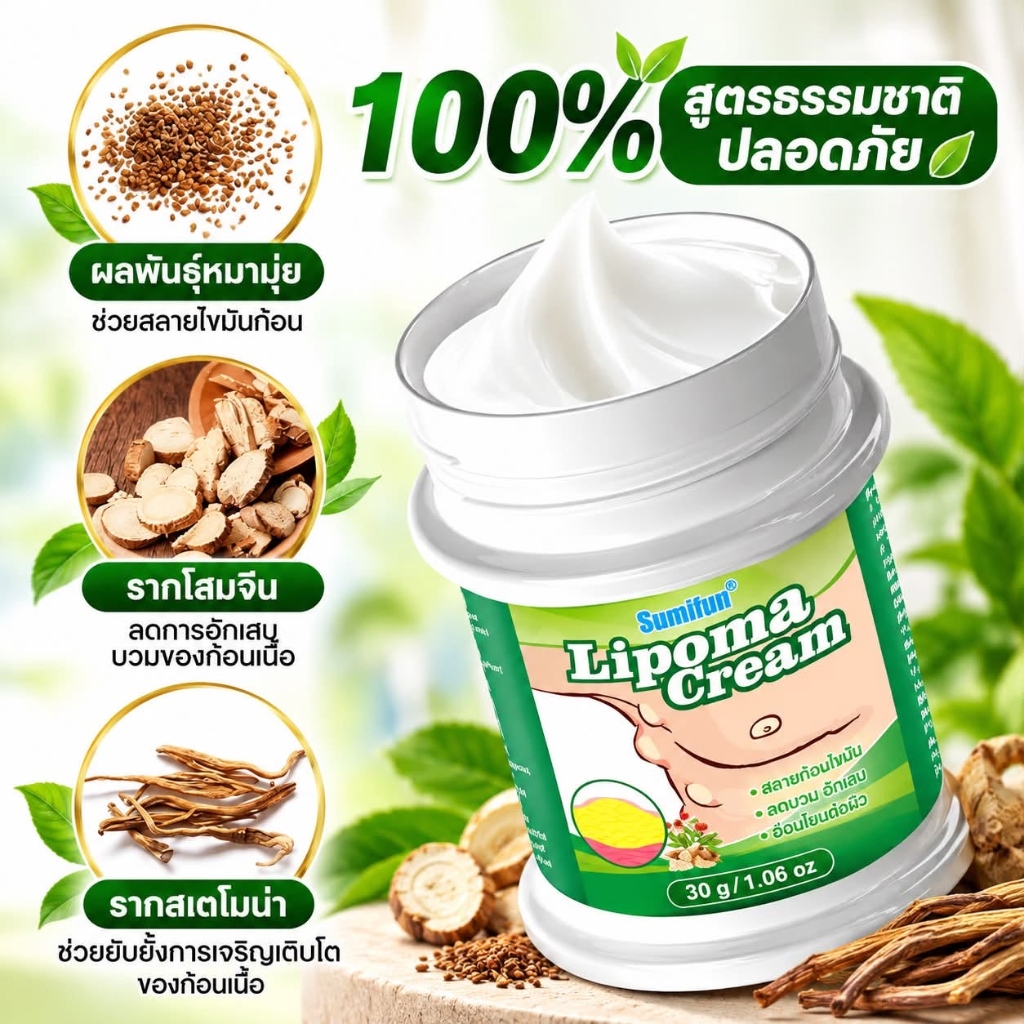 100%
สูตรธรรมชาติ
ปลอดภัย
ผลพันธุ์หมามุ่ย
ช่วยสลายไขมันก้อน
รากโสมจีน
ลดการอักเสบ
บวมของก้อนเนื้อ
รากสเตโมน่า
ช่วยยับยั้งการเจริญเติบโต
ของก้อนเนื้อ
Sumifun®
Lipoma
Cream
• สลายก้อนไขมัน
• ลดบวม อักเสบ
• อ่อนโยนต่อผิว
30 g/1.06 oz